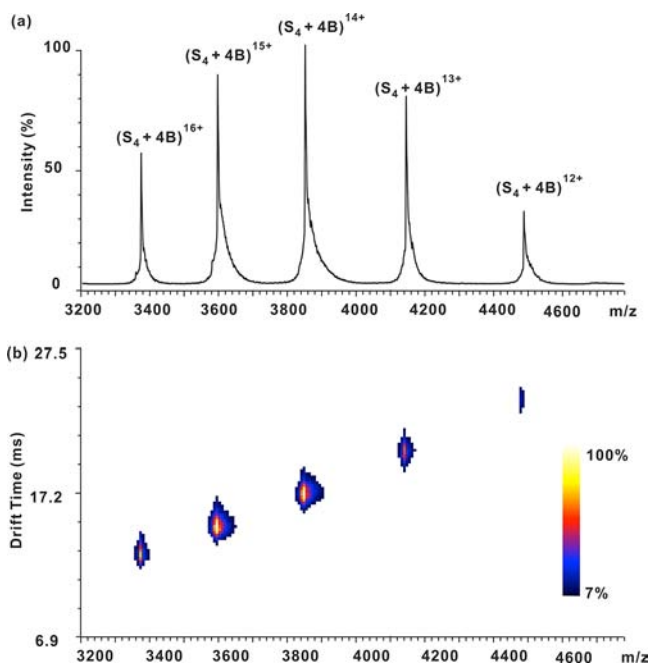 (a)
(S₄ + 4B)¹⁴⁺
100
(S₄ + 4B)¹⁵⁺
(S₄ + 4B)¹³⁺
(S₄ + 4B)¹⁶⁺
50
(S₄ + 4B)¹²⁺
Intensity (%)
0
3200 3400 3600 3800 4000 4200 4400 4600 m/z
(b) 27.5
17.2
Drift Time (ms)
100%
7%
6.9
3200 3400 3600 3800 4000 4200 4400 4600 m/z